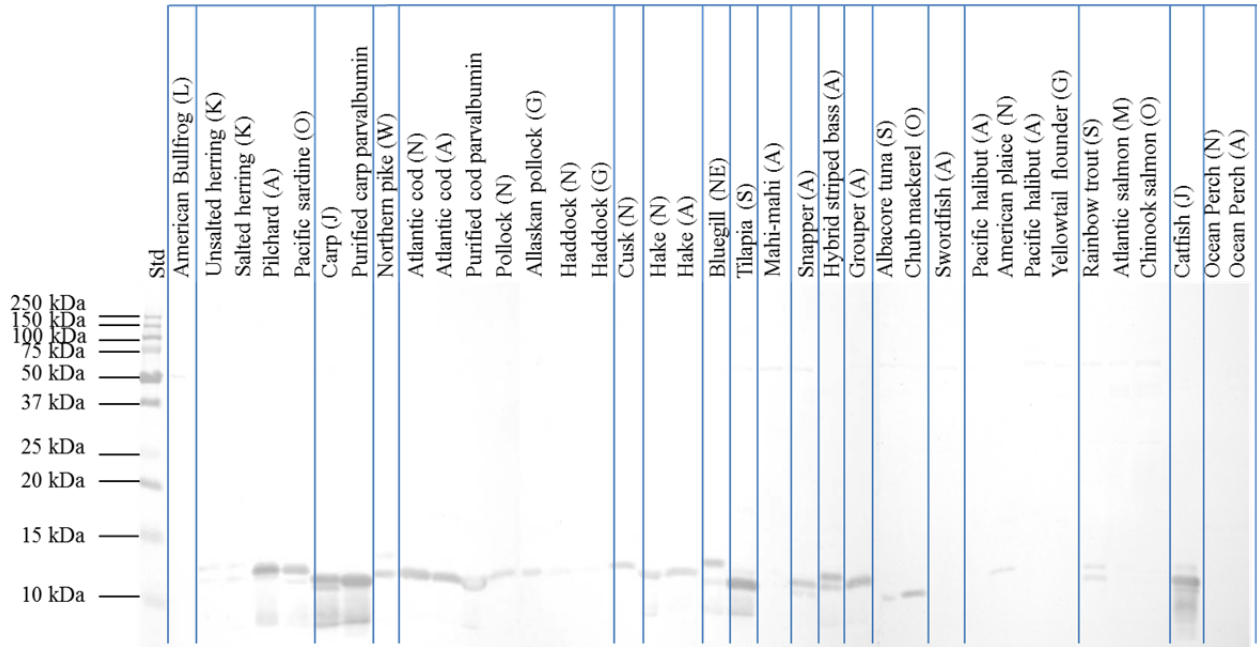 Std
American Bullfrog (L)
Unsalted herring (K)
Salted herring (K)
Pilchard (A)
Pacific sardine (O)
Carp (J)
Purified carp parvalbumin
Northern pike (W)
Atlantic cod (N)
Atlantic cod (A)
Purified cod parvalbumin
Pollock (N)
Allaskan pollock (G)
Haddock (N)
Haddock (G)
Cusk (N)
Hake (N)
Hake (A)
Bluegill (NE)
Tilapia (S)
Mahi-mahi (A)
Snapper (A)
Hybrid striped bass (A)
Grouper (A)
Albacore tuna (S)
Chub mackerel (O)
Swordfish (A)
Pacific halibut (A)
American plaice (N)
Pacific halibut (A)
Yellowtail flounder (G)
Rainbow trout (S)
Atlantic salmon (M)
Chinook salmon (O)
Catfish (J)
Ocean Perch (N)
Ocean Perch (A)
250 kDa
150 kDa
100 kDa
75 kDa
50 kDa
37 kDa
25 kDa
20 kDa
15 kDa
10 kDa